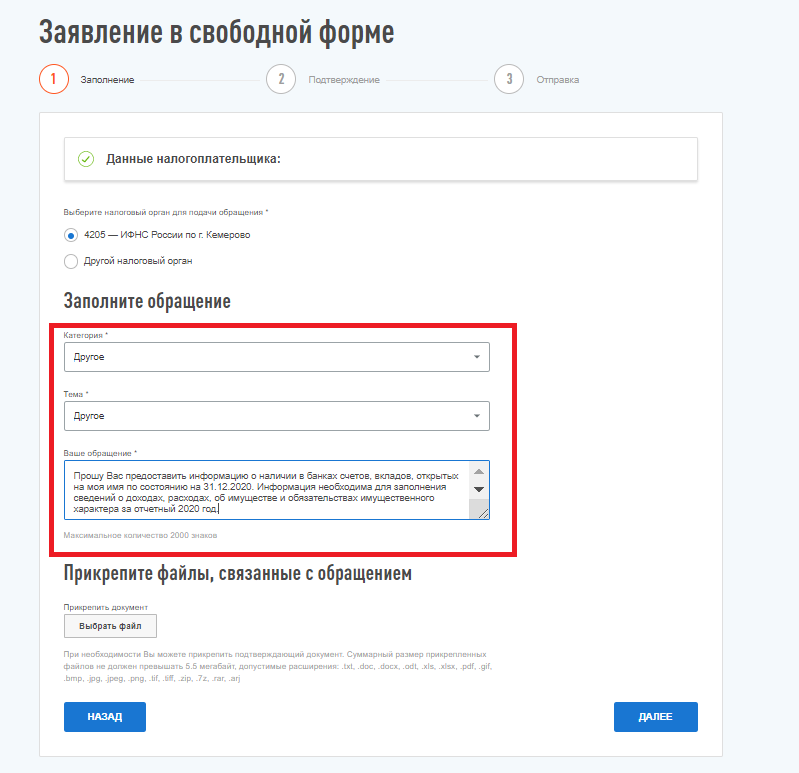 Заявление в свободной форме
1 Заполнение 2 Подтверждение 3 Отправка
Данные налогоплательщика:
Выберите налоговый орган для подачи обращения *
4205 — ИФНС России по г. Кемерово
Другой налоговый орган
Заполните обращение
Категория *
Другое
Тема *
Другое
Ваше обращение *
Прошу Вас предоставить информацию о наличии в банках счетов, вкладов, открытых
на моя имя по состоянию на 31.12.2020. Информация необходима для заполнения
сведений о доходах, расходах, об имуществе и обязательствах имущественного
характера за отчетный 2020 год.
Максимальное количество 2000 знаков
Прикрепите файлы, связанные с обращением
Прикрепить документ
Выбрать файл
При необходимости Вы можете прикрепить подтверждающий документ. Суммарный размер прикрепленных
файлов не должен превышать 5.5 мегабайт, допустимые расширения: .txt, .doc, .docx, .odt, .xls, .xlsx, .pdf, .gif,
.bmp, .jpg, .jpeg, .png, .tif, .tiff, .zip, .7z, .rar, .arj
НАЗАД ДАЛЕЕ